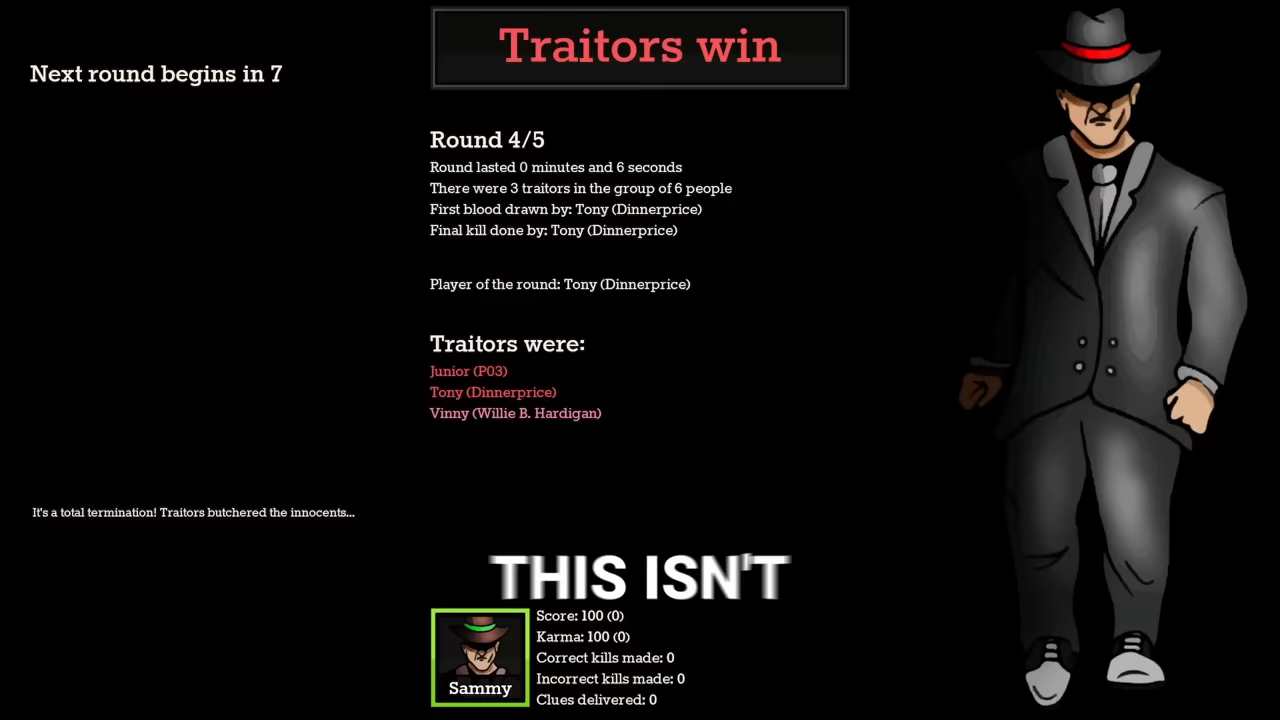 Traitors win
Next round begins in 7
Round 4/5
Round lasted 0 minutes and 6 seconds
There were 3 traitors in the group of 6 people
First blood drawn by: Tony (Dinnerprice)
Final kill done by: Tony (Dinnerprice)
Player of the round: Tony (Dinnerprice)
Traitors were:
Junior (P03)
Tony (Dinnerprice)
Vinny (Willie B. Hardigan)
It's a total termination! Traitors butchered the innocents...
THIS ISN'T
Score: 100 (0)
Karma: 100 (0)
Correct kills made: 0
Incorrect kills made: 0
Clues delivered: 0
Sammy